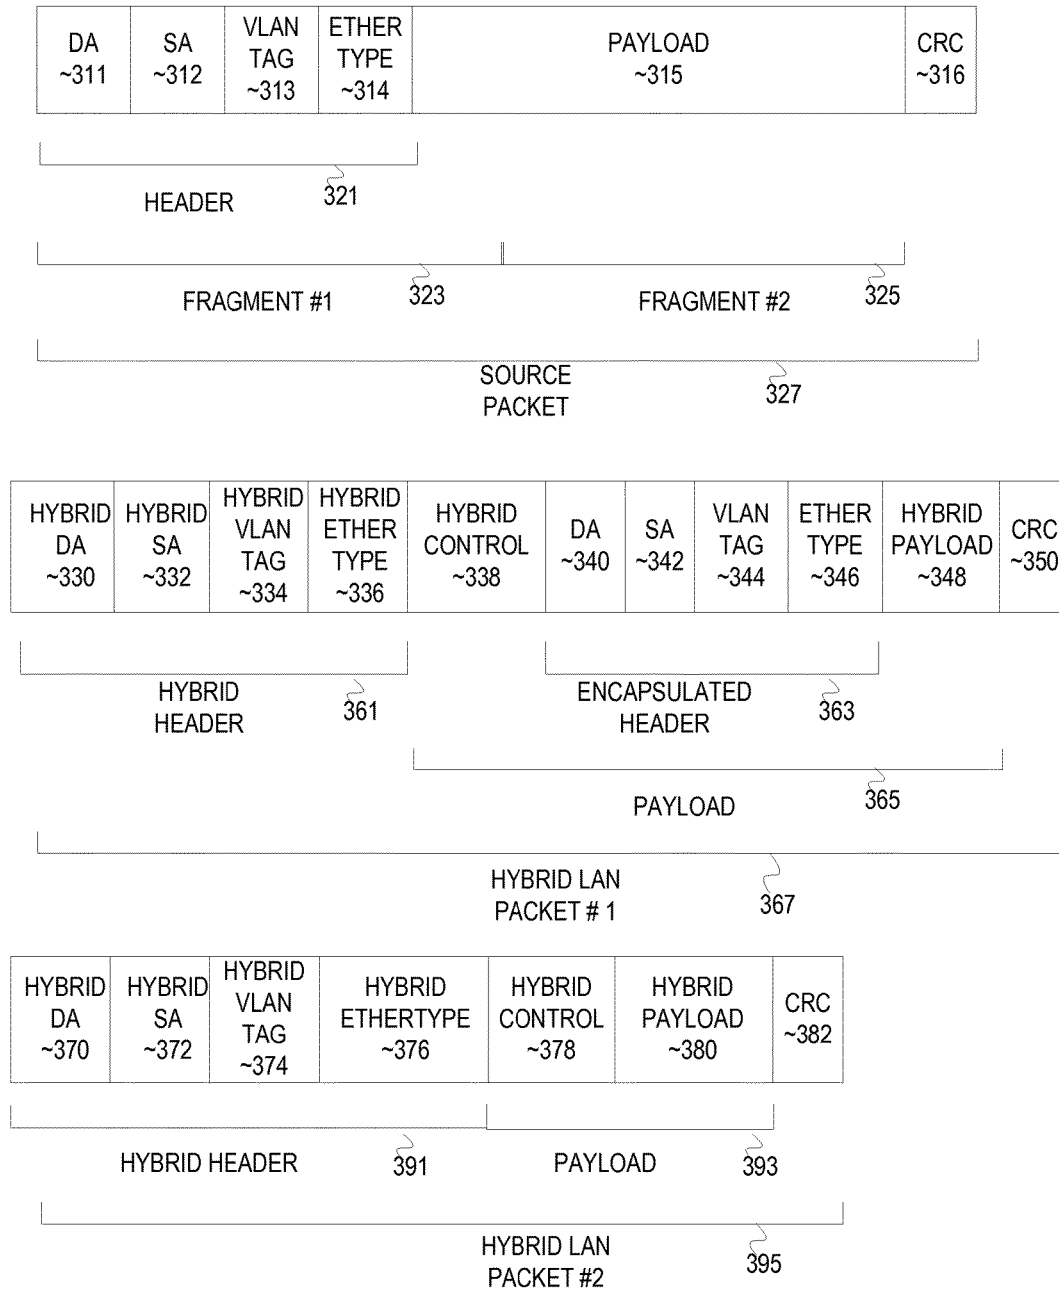 DA
~311
SA
~312
VLAN
TAG
~313
ETHER
TYPE
~314
PAYLOAD
~315
CRC
~316
HEADER
321
FRAGMENT #1
323
FRAGMENT #2
325
SOURCE
PACKET
327
HYBRID
DA
~330
HYBRID
SA
~332
HYBRID
VLAN
TAG
~334
HYBRID
ETHER
TYPE
~336
HYBRID
CONTROL
~338
DA
~340
SA
~342
VLAN
TAG
~344
ETHER
TYPE
~346
HYBRID
PAYLOAD
~348
CRC
~350
HYBRID
HEADER
361
ENCAPSULATED
HEADER
363
PAYLOAD
365
HYBRID LAN
PACKET # 1
367
HYBRID
DA
~370
HYBRID
SA
~372
HYBRID
VLAN
TAG
~374
HYBRID
ETHERTYPE
~376
HYBRID
CONTROL
~378
HYBRID
PAYLOAD
~380
CRC
~382
HYBRID HEADER
391
PAYLOAD
393
HYBRID LAN
PACKET #2
395